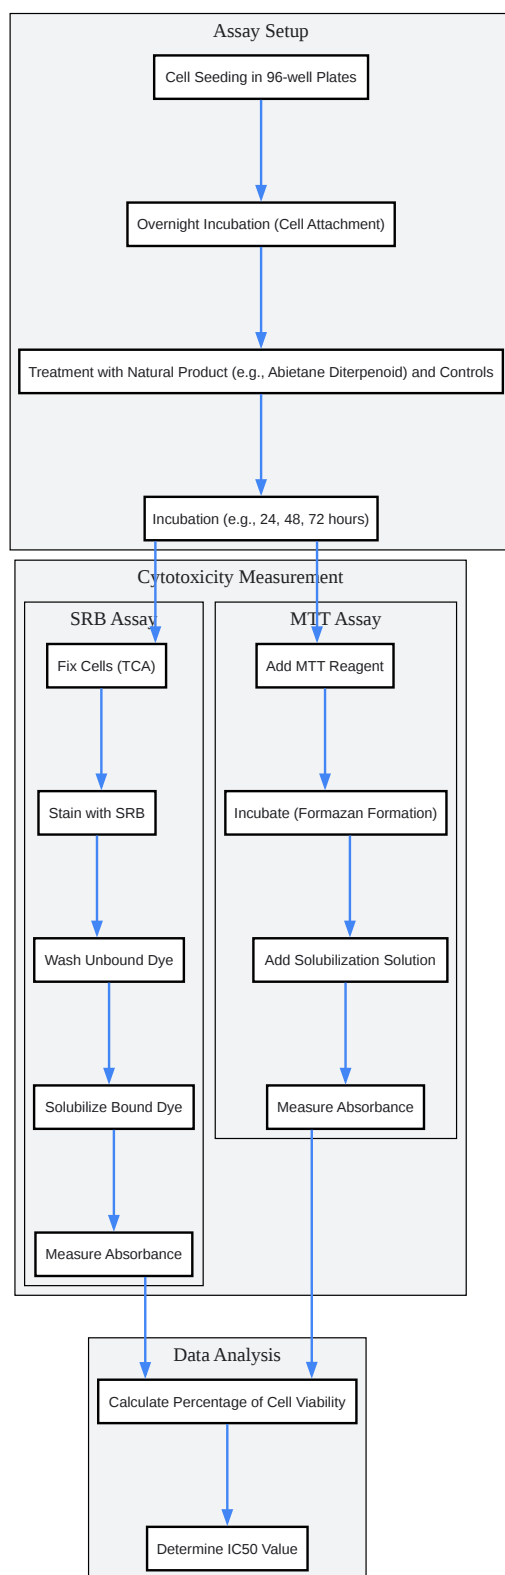 Assay Setup
Cell Seeding in 96-well Plates
Overnight Incubation (Cell Attachment)
Treatment with Natural Product (e.g., Abietane Diterpenoid) and Controls
Incubation (e.g., 24, 48, 72 hours)
Cytotoxicity Measurement
SRB Assay
Fix Cells (TCA)
Stain with SRB
Wash Unbound Dye
Solubilize Bound Dye
Measure Absorbance
MTT Assay
Add MTT Reagent
Incubate (Formazan Formation)
Add Solubilization Solution
Measure Absorbance
Data Analysis
Calculate Percentage of Cell Viability
Determine IC50 Value